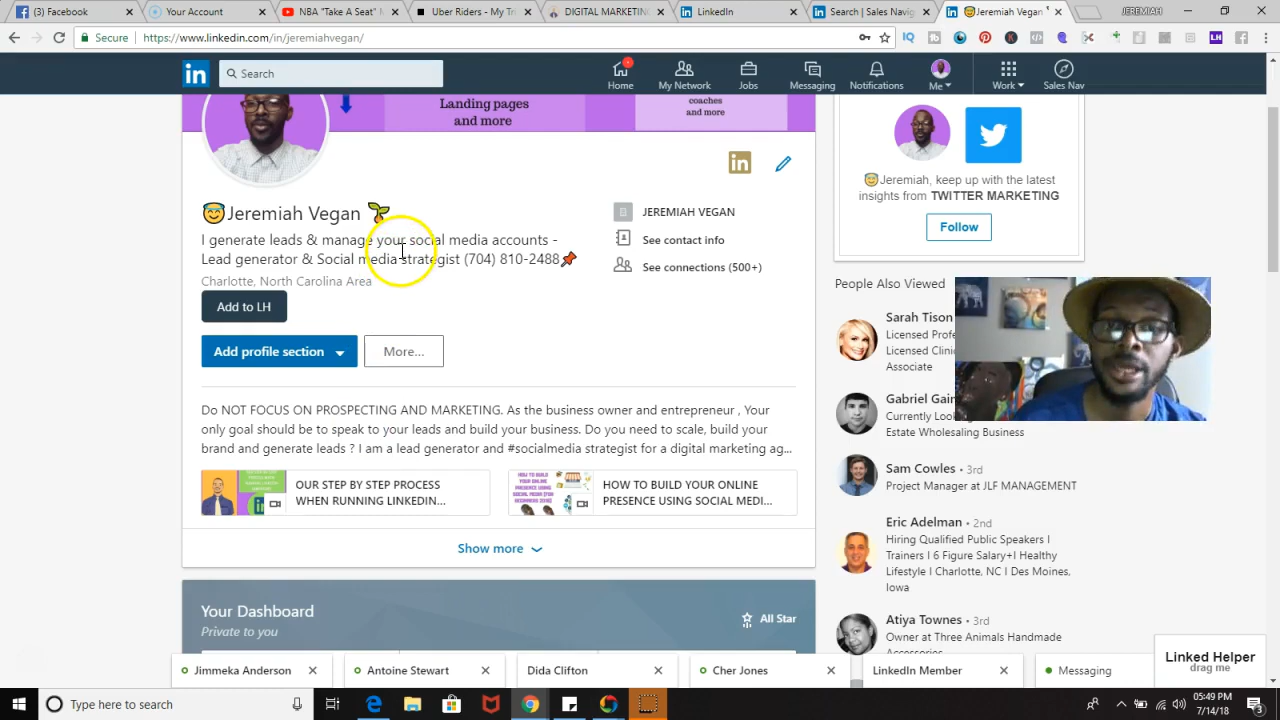 Facebook
Your Account
NBA "Take A Seat"
Uber Riders - My Tri
DIGITAL MARKETING
LinkedIn
Search | Sales Navig
Jeremiah Vegan
JEREMIAH
Secure
https://www.linkedin.com/in/jeremiahvegan/
in
Search
Home
My Network
Jobs
Messaging
Notifications
Me
Work
Sales Nav
Landing pages
and more
coaches
and more
Jeremiah, keep up with the latest
insights from TWITTER MARKETING
Follow
Jeremiah Vegan
I generate leads & manage your social media accounts -
Lead generator & Social media strategist (704) 810-2488
Charlotte, North Carolina Area
Add to LH
Add profile section
More...
JEREMIAH VEGAN
See contact info
See connections (500+)
Do NOT FOCUS ON PROSPECTING AND MARKETING. As the business owner and entrepreneur , Your
only goal should be to speak to your leads and build your business. Do you need to scale, build your
brand and generate leads ? I am a lead generator and #socialmedia strategist for a digital marketing ag...
OUR STEP BY STEP PROCESS
WHEN RUNNING LINKEDIN...
HOW TO BUILD YOUR ONLINE
PRESENCE USING SOCIAL MEDI...
Show more
Your Dashboard
Private to you
All Star
People Also Viewed
Sarah Tison
Licensed Profe
Licensed Clinic
Associate
Gabriel Gain
Currently Look
Estate Wholesaling Business
Sam Cowles • 3rd
Project Manager at JLF MANAGEMENT
Eric Adelman • 2nd
Hiring Qualified Public Speakers I
Trainers I 6 Figure Salary+I Healthy
Lifestyle I Charlotte, NC I Des Moines,
Iowa
Atiya Townes • 3rd
Owner at Three Animals Handmade
Accessories
Linked Helper
drag me
Jimmeka Anderson
Antoine Stewart
Dida Clifton
Cher Jones
LinkedIn Member
Messaging
Type here to search
05:49 PM
7/14/18